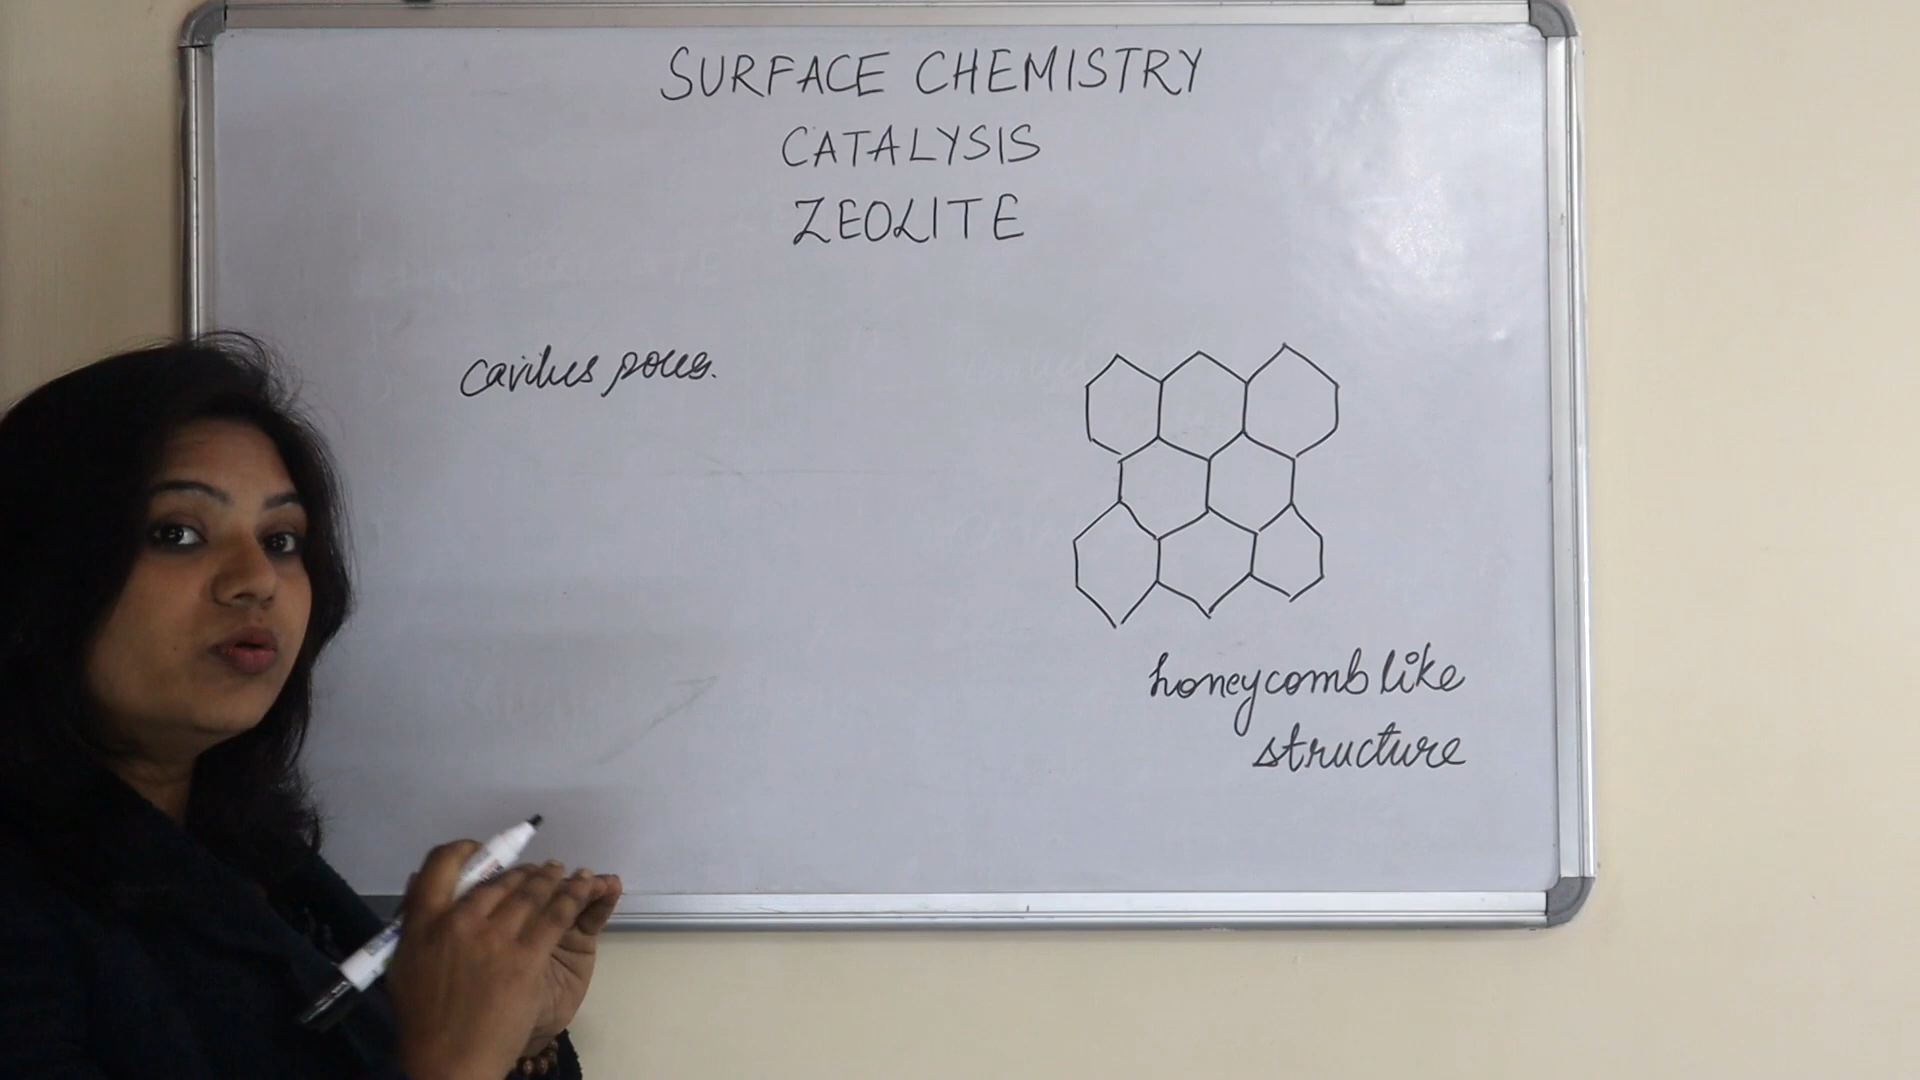 SURFACE CHEMISTRY
CATALYSIS
ZEOLITE
cavities pores.
honeycomb like
structure